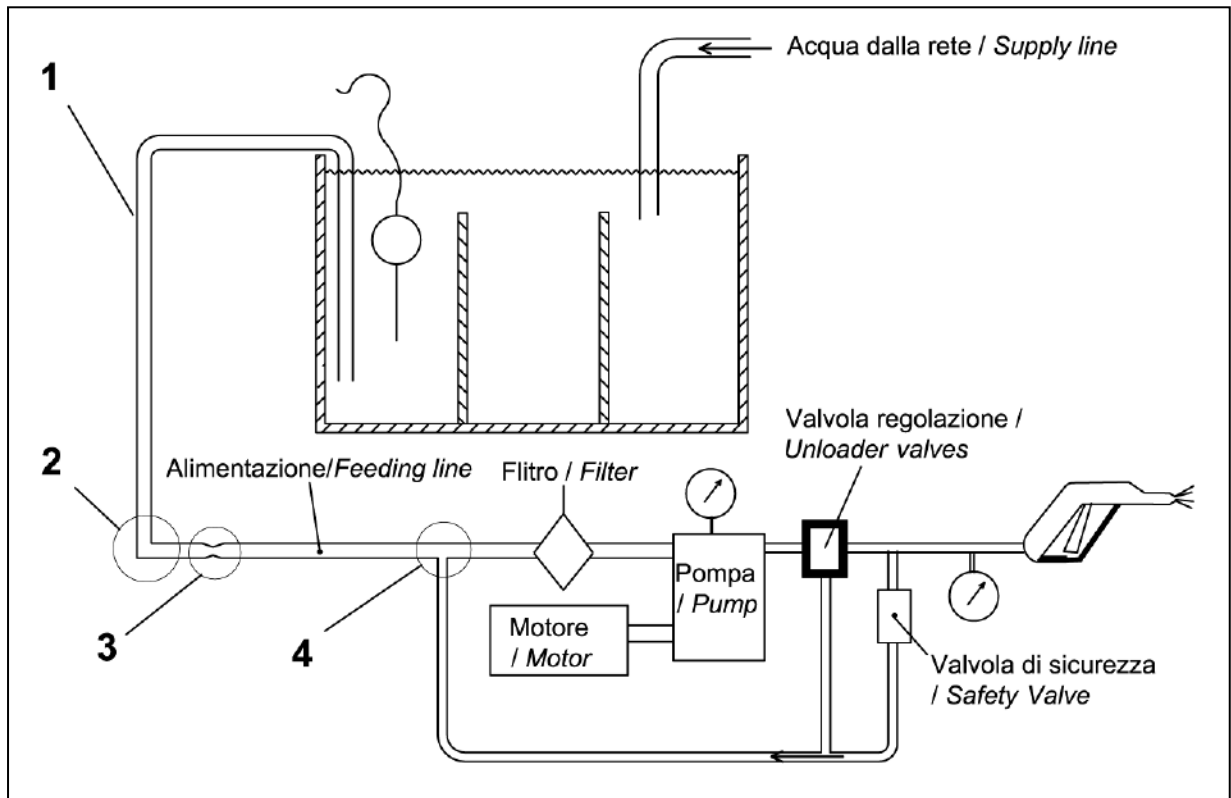 Acqua dalla rete / Supply line
1
Valvola regolazione /
Unloader valves
2
Alimentazione/Feeding line
Flitro / Filter
3
4
Pompa
/ Pump
Motore
/ Motor
Valvola di sicurezza
/ Safety Valve